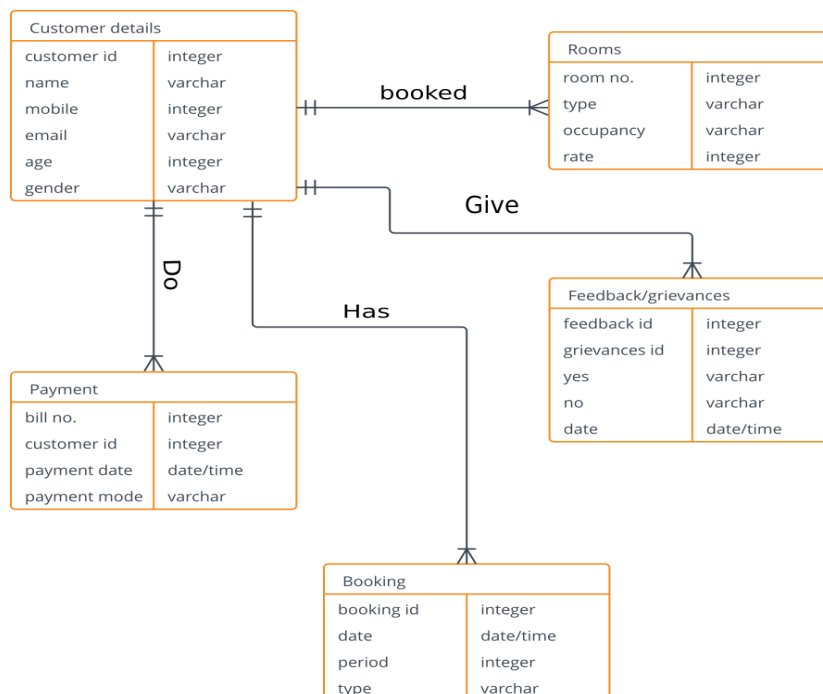 Customer details
customer id integer
name varchar
mobile integer
email varchar
age integer
gender varchar
booked
Rooms
room no. integer
type varchar
occupancy varchar
rate integer
Give
Do
Has
Feedback/grievances
feedback id integer
grievances id integer
yes varchar
no varchar
date date/time
Payment
bill no. integer
customer id integer
payment date date/time
payment mode varchar
Booking
booking id integer
date date/time
period integer
type varchar